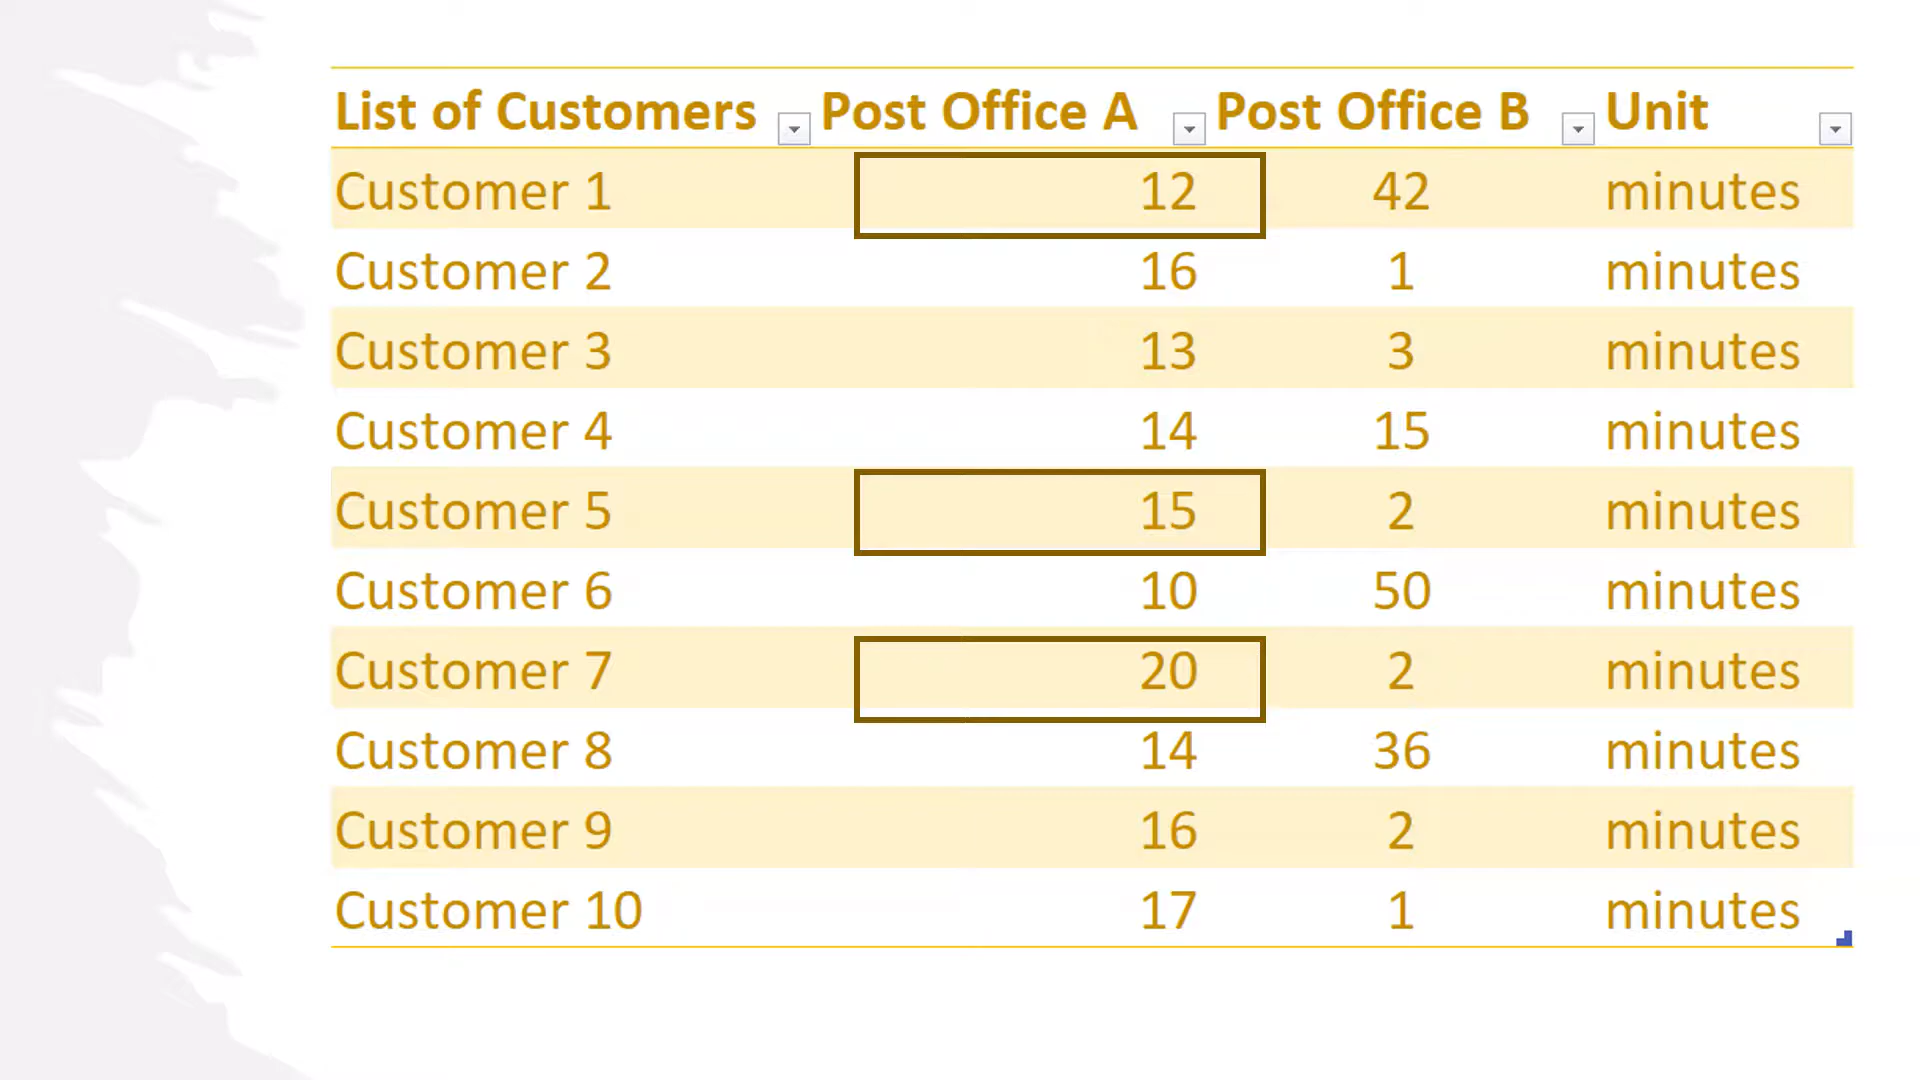 List of Customers Post Office A Post Office B Unit
Customer 1 12 42 minutes
Customer 2 16 1 minutes
Customer 3 13 3 minutes
Customer 4 14 15 minutes
Customer 5 15 2 minutes
Customer 6 10 50 minutes
Customer 7 20 2 minutes
Customer 8 14 36 minutes
Customer 9 16 2 minutes
Customer 10 17 1 minutes